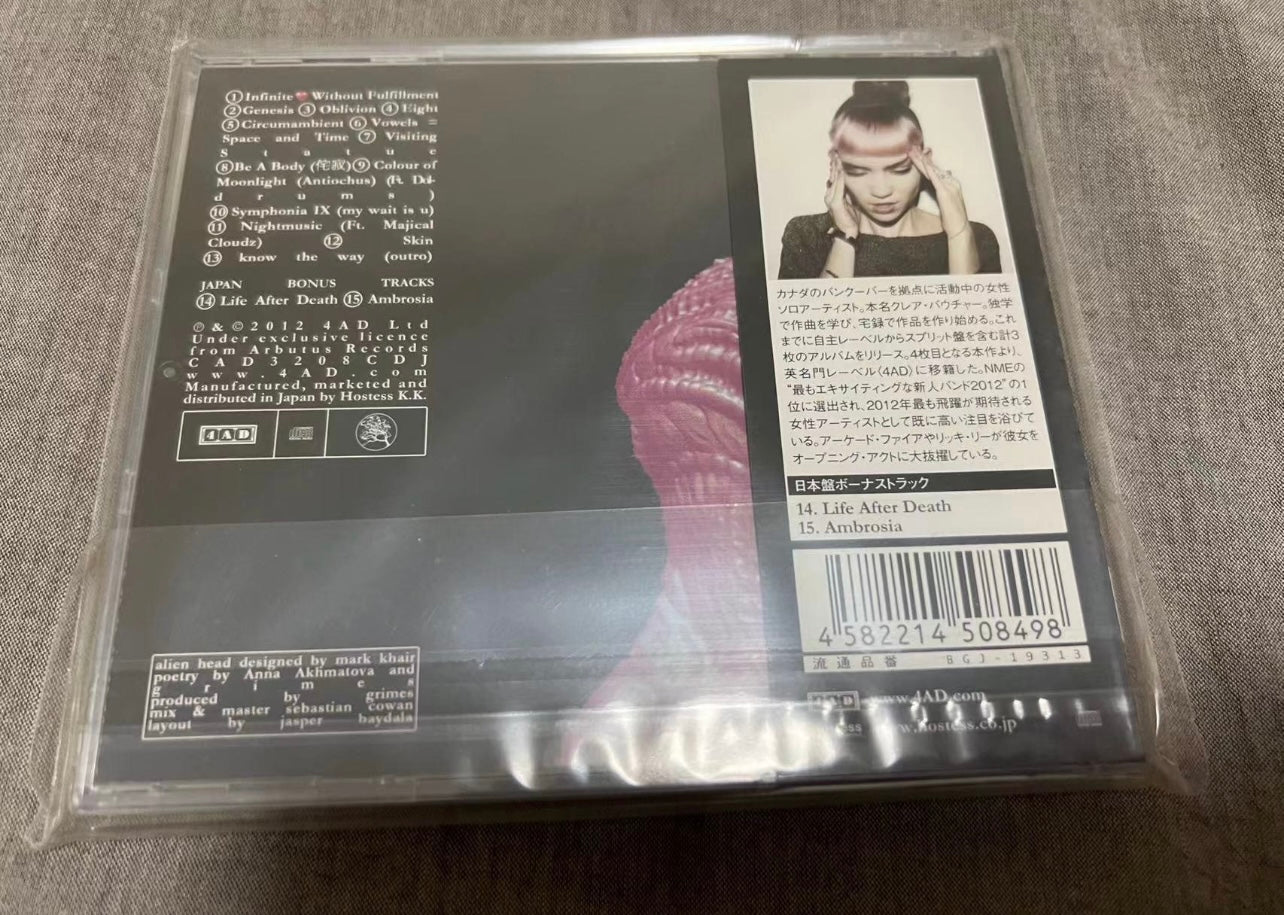 ① Infinite❤Without Fulfillment
② Genesis ③ Oblivion ④ Eight
⑤ Circumambient ⑥ Vowels =
Space and Time ⑦ Visiting
S t a t u e
⑧ Be A Body (侘寂) ⑨ Colour of
Moonlight (Antiochus) (Ft. Do-
d r u m s )
⑩ Symphonia IX (my wait is u)
⑪ Nightmusic (Ft. Majical
Cloudz) ⑫ Skin
⑬ know the way (outro)
JAPAN BONUS TRACKS
⑭ Life After Death ⑮ Ambrosia
℗ & © 2012 4AD Ltd
Under exclusive licence
from Arbutus Records
CAD3208CDJ
www.4AD.com
Manufactured, marketed and
distributed in Japan by Hostess K.K.
4AD
alien head designed by mark khair
poetry by Anna Akhmatova and
g r i m e s
produced by grimes
mix & master sebastian cowan
layout by jasper baydala
カナダのバンクーバーを拠点に活動中の女性
ソロアーティスト。本名クレア・バウチャー。独学
で作曲を学び、宅録で作品を作り始める。これ
までに自主レーベルからスプリット盤を含む計3
枚のアルバムをリリース。4枚目となる本作より、
英名門レーベル〈4AD〉に移籍した。NMEの
“最もエキサイティングな新人バンド2012”の1
位に選出され、2012年最も飛躍が期待される
女性アーティストとして既に高い注目を浴びて
いる。アーケード・ファイアやリッキ・リーが彼女を
オープニング・アクトに大抜擢している。
日本盤ボーナストラック
14. Life After Death
15. Ambrosia
4 582214 508498
流通品番 BGJ-19313
4AD www.4AD.com
www.hostess.co.jp